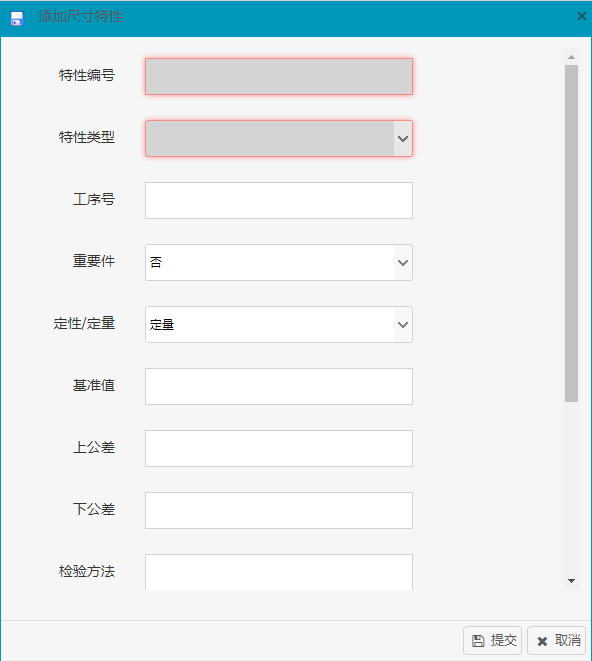 添加尺寸特性
特性编号
特性类型
工序号
重要件 否
定性/定量 定量
基准值
上公差
下公差
检验方法
提交 取消